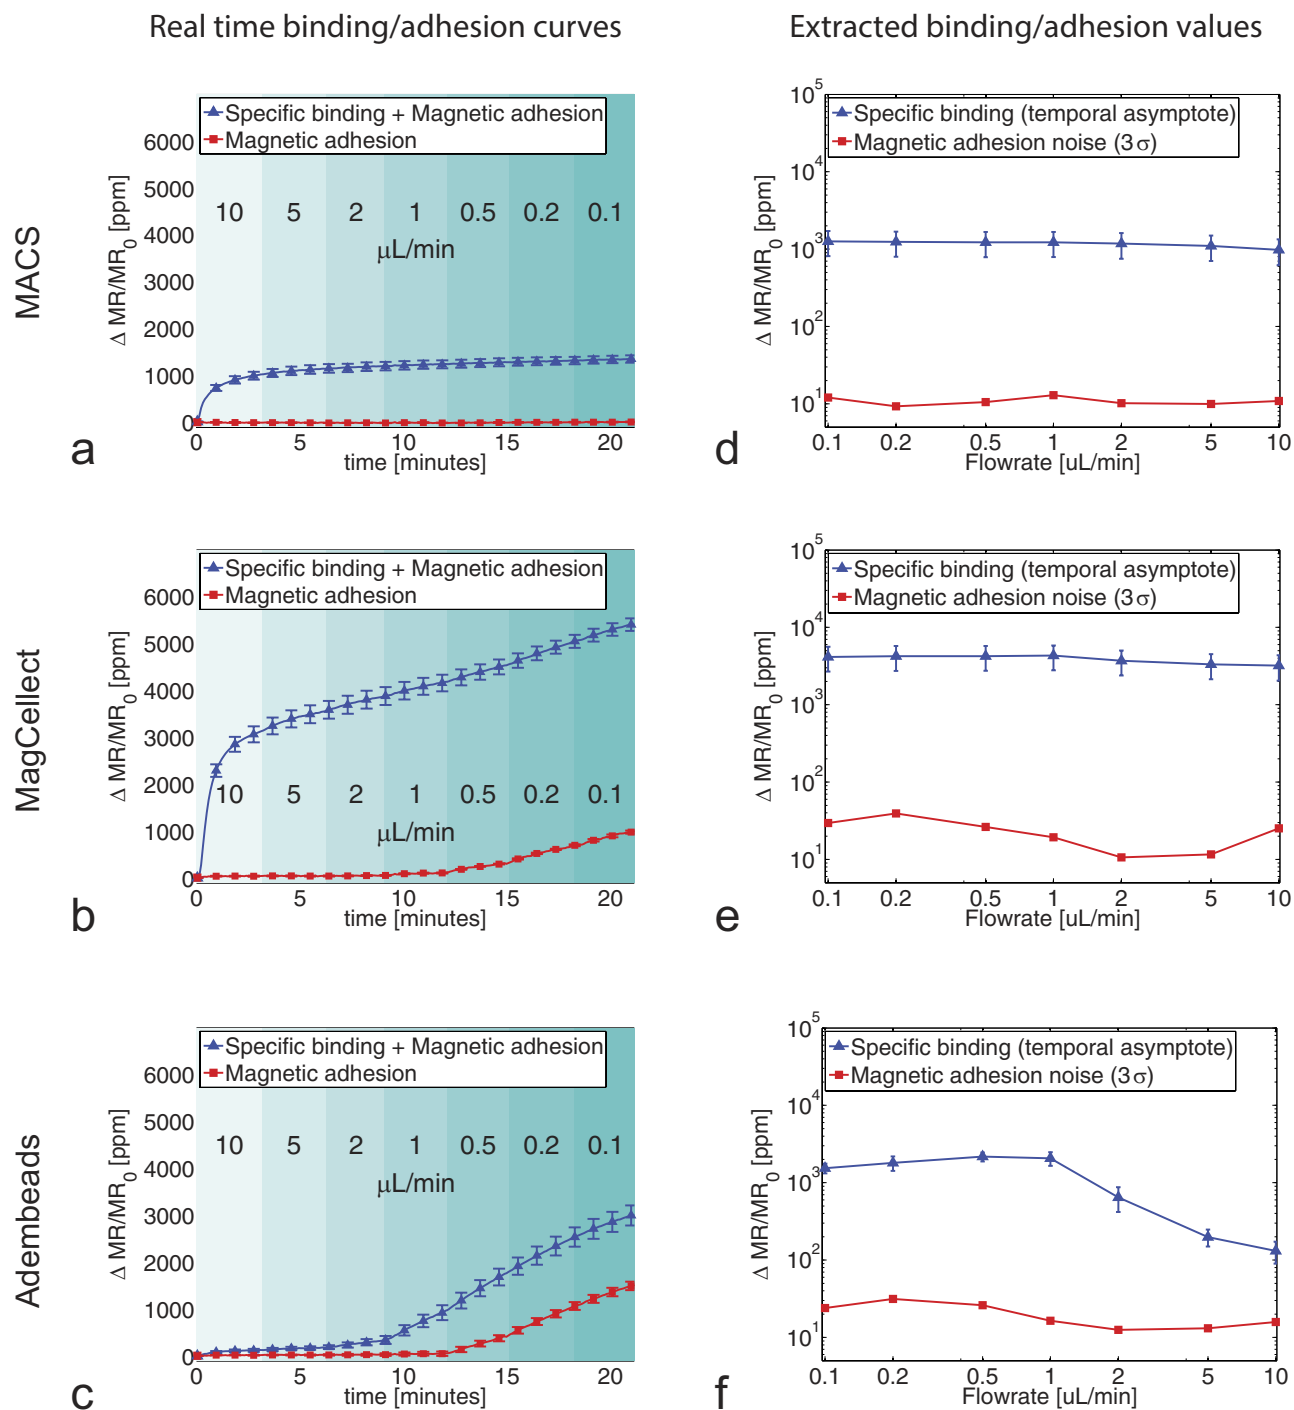 Real time binding/adhesion curves
Extracted binding/adhesion values
MACS
Δ MR/MR0 [ppm]
6000
5000
4000
3000
2000
1000
0
Specific binding + Magnetic adhesion
Magnetic adhesion
10 5 2 1 0.5 0.2 0.1
μL/min
0 5 10 15 20
time [minutes]
a
Δ MR/MR0 [ppm]
10^5
10^4
10^3
10^2
10^1
Specific binding (temporal asymptote)
Magnetic adhesion noise (3σ)
0.1 0.2 0.5 1 2 5 10
Flowrate [uL/min]
d
MagCellect
Δ MR/MR0 [ppm]
6000
5000
4000
3000
2000
1000
0
Specific binding + Magnetic adhesion
Magnetic adhesion
10 5 2 1 0.5 0.2 0.1
μL/min
0 5 10 15 20
time [minutes]
b
Δ MR/MR0 [ppm]
10^5
10^4
10^3
10^2
10^1
Specific binding (temporal asymptote)
Magnetic adhesion noise (3σ)
0.1 0.2 0.5 1 2 5 10
Flowrate [uL/min]
e
Adembeads
Δ MR/MR0 [ppm]
6000
5000
4000
3000
2000
1000
0
Specific binding + Magnetic adhesion
Magnetic adhesion
10 5 2 1 0.5 0.2 0.1
μL/min
0 5 10 15 20
time [minutes]
c
Δ MR/MR0 [ppm]
10^5
10^4
10^3
10^2
10^1
Specific binding (temporal asymptote)
Magnetic adhesion noise (3σ)
0.1 0.2 0.5 1 2 5 10
Flowrate [uL/min]
f